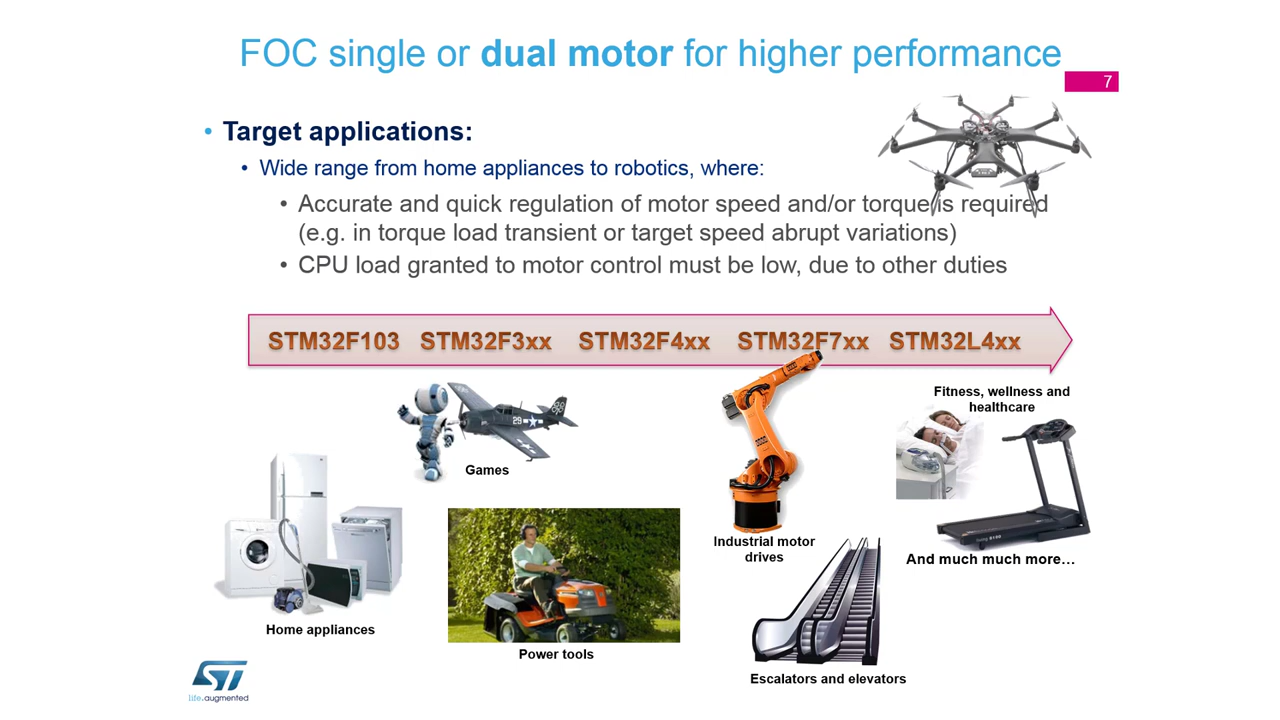 FOC single or dual motor for higher performance
7
• Target applications:
• Wide range from home appliances to robotics, where:
• Accurate and quick regulation of motor speed and/or torque is required
(e.g. in torque load transient or target speed abrupt variations)
• CPU load granted to motor control must be low, due to other duties
STM32F103 STM32F3xx STM32F4xx STM32F7xx STM32L4xx
Fitness, wellness and
healthcare
29
Games
Industrial motor
drives
And much much more…
Home appliances
Power tools
Escalators and elevators
ST
life.augmented